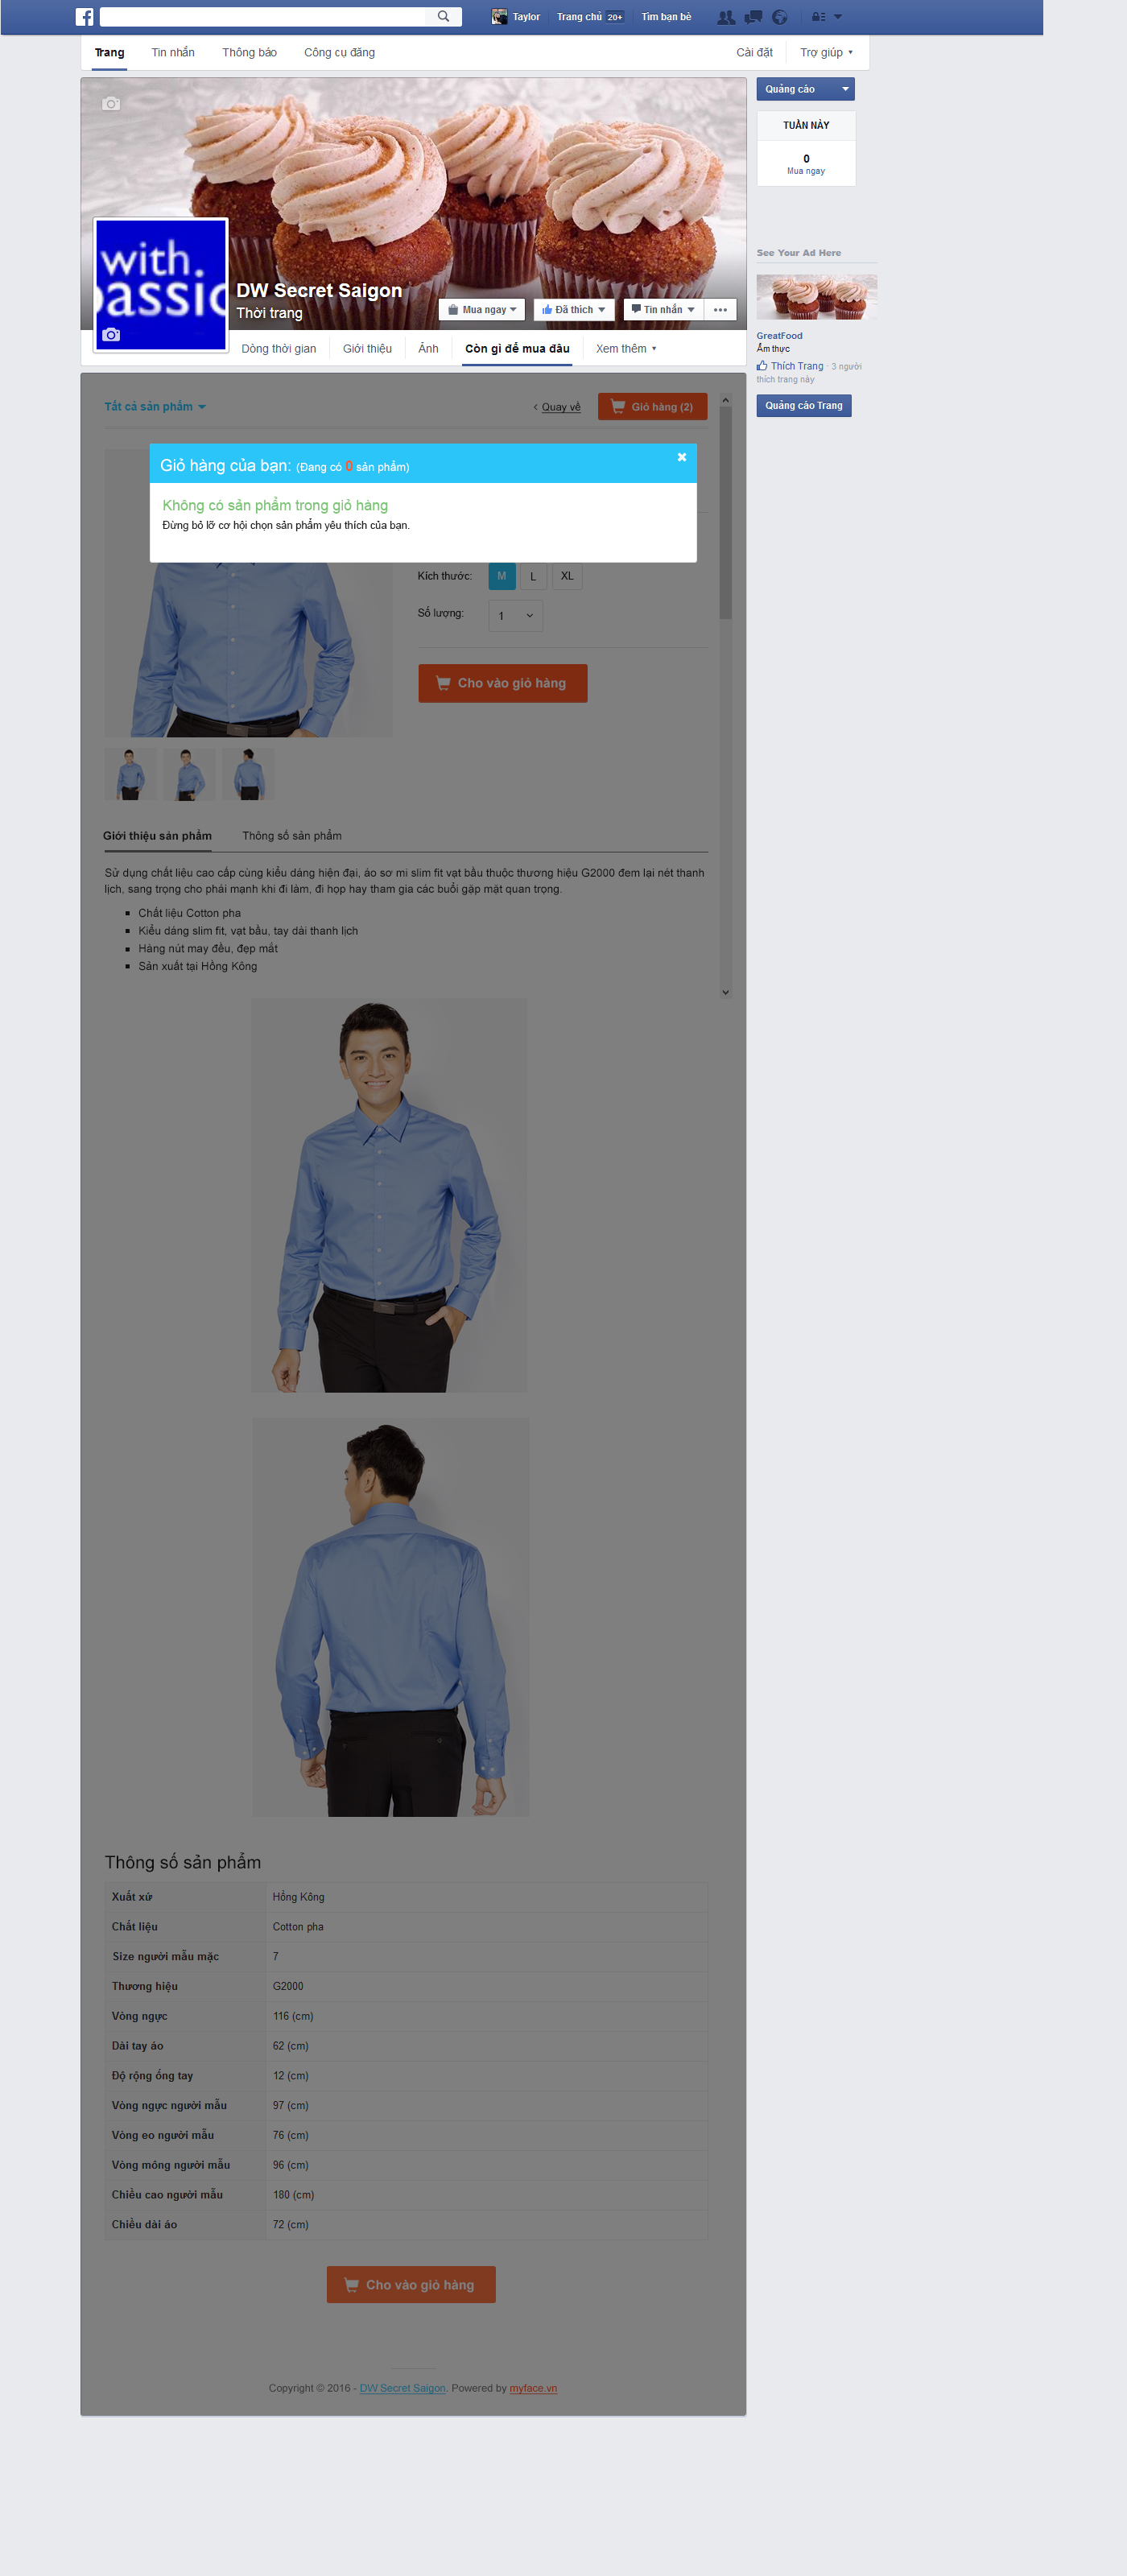 Taylor
Trang chủ 20+
Tìm bạn bè
Trang
Tin nhắn
Thông báo
Công cụ đăng
Cài đặt
Trợ giúp
Quảng cáo
TUẦN NÀY
0
Mua ngay
with.
passic
DW Secret Saigon
Thời trang
Mua ngay
Đã thích
Tin nhắn
Dòng thời gian
Giới thiệu
Ảnh
Còn gì để mua đâu
Xem thêm
See Your Ad Here
GreatFood
Ẩm thực
Thích Trang · 3 người
thích trang này
Quảng cáo Trang
Tất cả sản phẩm
Quay về
Giỏ hàng (2)
Giỏ hàng của bạn: (Đang có 0 sản phẩm)
Không có sản phẩm trong giỏ hàng
Đừng bỏ lỡ cơ hội chọn sản phẩm yêu thích của bạn.
Kích thước: M L XL
Số lượng: 1
Cho vào giỏ hàng
Giới thiệu sản phẩm
Thông số sản phẩm
Sử dụng chất liệu cao cấp cùng kiểu dáng hiện đại, áo sơ mi slim fit vạt bầu thuộc thương hiệu G2000 đem lại nét thanh
lịch, sang trọng cho phái mạnh khi đi làm, đi họp hay tham gia các buổi gặp mặt quan trọng.
Chất liệu Cotton pha
Kiểu dáng slim fit, vạt bầu, tay dài thanh lịch
Hàng nút may đều, đẹp mắt
Sản xuất tại Hồng Kông
Thông số sản phẩm
Xuất xứ Hồng Kông
Chất liệu Cotton pha
Size người mẫu mặc 7
Thương hiệu G2000
Vòng ngực 116 (cm)
Dài tay áo 62 (cm)
Độ rộng ống tay 12 (cm)
Vòng ngực người mẫu 97 (cm)
Vòng eo người mẫu 76 (cm)
Vòng mông người mẫu 96 (cm)
Chiều cao người mẫu 180 (cm)
Chiều dài áo 72 (cm)
Cho vào giỏ hàng
Copyright © 2016 - DW Secret Saigon. Powered by myface.vn